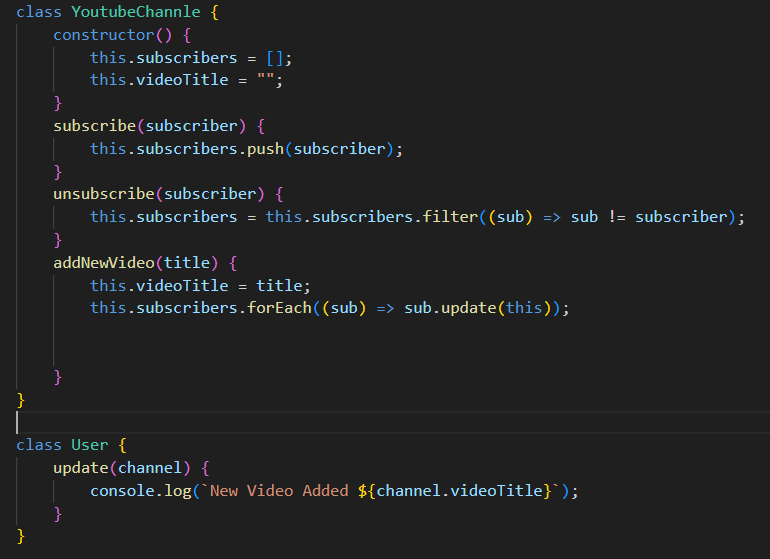 class YoutubeChannle {
    constructor() {
        this.subscribers = [];
        this.videoTitle = "";
    }
    subscribe(subscriber) {
        this.subscribers.push(subscriber);
    }
    unsubscribe(subscriber) {
        this.subscribers = this.subscribers.filter((sub) => sub != subscriber);
    }
    addNewVideo(title) {
        this.videoTitle = title;
        this.subscribers.forEach((sub) => sub.update(this));
    }
}
class User {
    update(channel) {
        console.log(`New Video Added ${channel.videoTitle}`);
    }
}